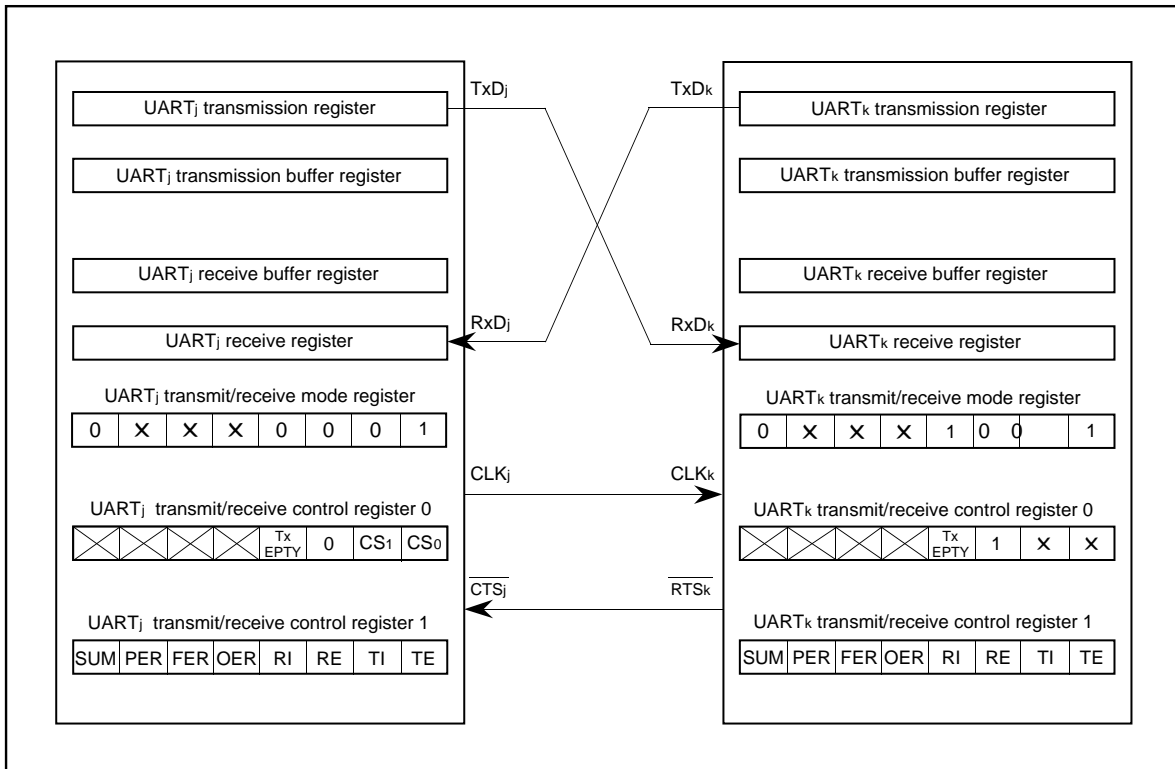 TxDj TxDk
UARTj transmission register UARTk transmission register
UARTj transmission buffer register UARTk transmission buffer register
UARTj receive buffer register UARTk receive buffer register
RxDj RxDk
UARTj receive register UARTk receive register
UARTj transmit/receive mode register UARTk transmit/receive mode register
0 X X X 0 0 0 1 0 X X X 1 0 0 1
CLKj CLKk
UARTj transmit/receive control register 0 UARTk transmit/receive control register 0
Tx EPTY 0 CS1 CS0 Tx EPTY 1 X X
CTSj RTSk
UARTj transmit/receive control register 1 UARTk transmit/receive control register 1
SUM PER FER OER RI RE TI TE SUM PER FER OER RI RE TI TE